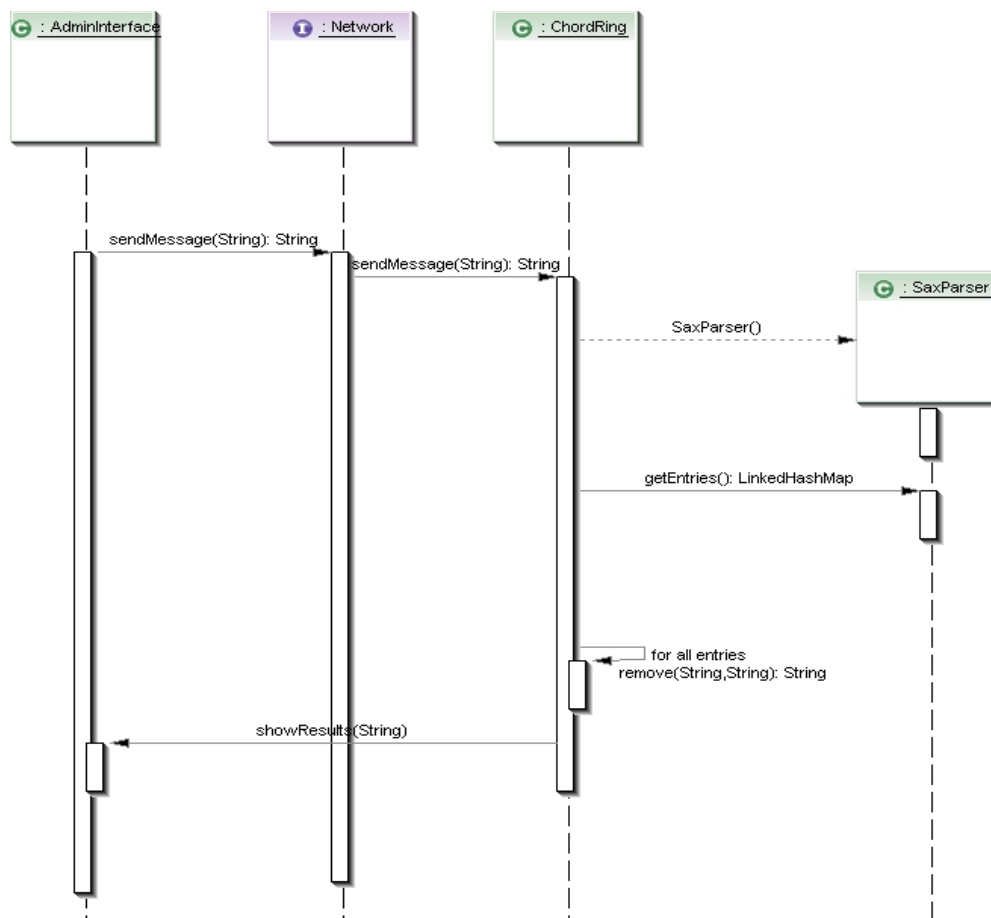 C : AdminInterface
I : Network
C : ChordRing
sendMessage(String): String
sendMessage(String): String
C : SaxParser
SaxParser()
getEntries(): LinkedHashMap
for all entries
remove(String,String): String
showResults(String)